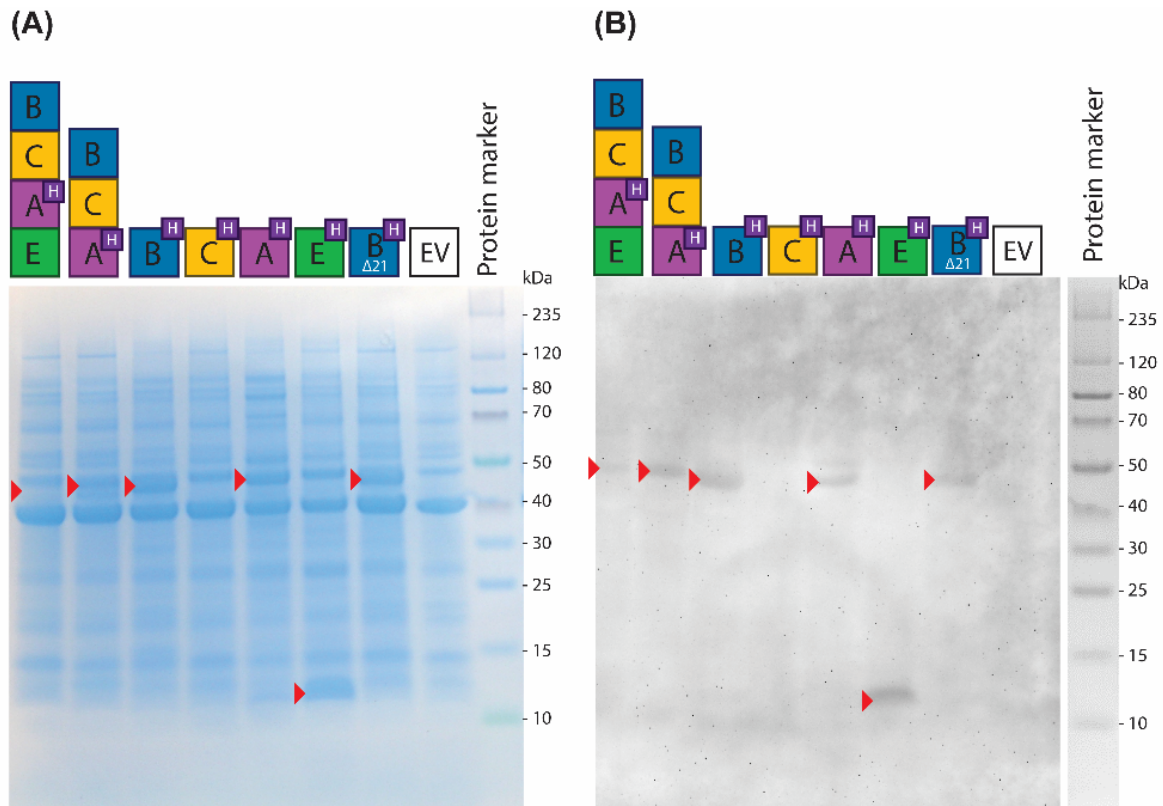 (A)
B
C
A H
E
B
C
A H
B H
C H
A H
E H
B H
Δ21
EV
Protein marker
kDa
- 235
- 120
- 80
- 70
- 50
- 40
- 30
- 25
- 15
- 10
(B)
B
C
A H
E
B
C
A H
B H
C H
A H
E H
B H
Δ21
EV
Protein marker
kDa
- 235
- 120
- 80
- 70
- 50
- 40
- 30
- 25
- 15
- 10